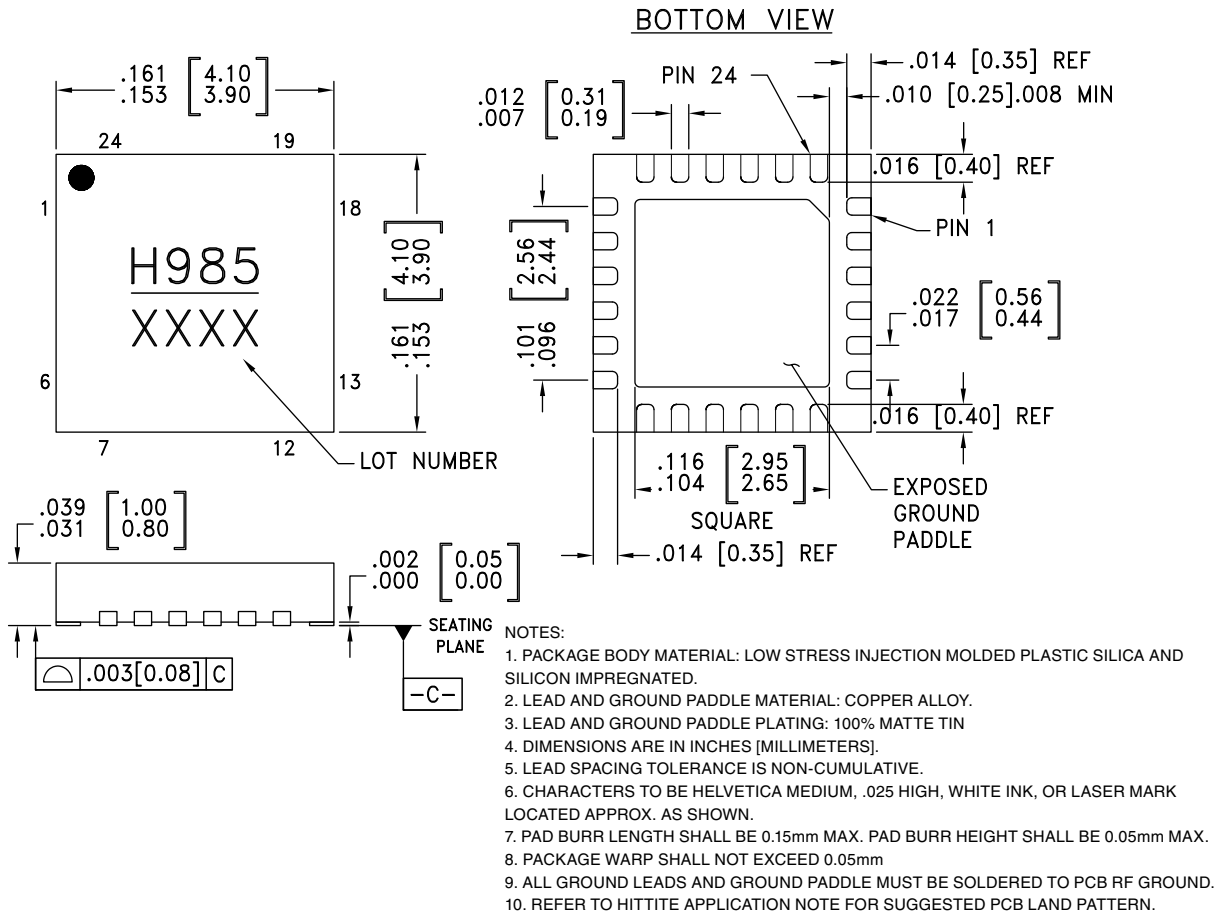 BOTTOM VIEW
.161 [4.10]
.153 [3.90]
24 19
1 18
H985
XXXX
6 13
7 12
LOT NUMBER
[4.10]
[3.90]
.161
.153
PIN 24
.012 [0.31]
.007 [0.19]
.014 [0.35] REF
.010 [0.25].008 MIN
.016 [0.40] REF
PIN 1
[2.56]
[2.44]
.101
.096
.022 [0.56]
.017 [0.44]
.016 [0.40] REF
.116 [2.95]
.104 [2.65]
SQUARE
EXPOSED
GROUND
PADDLE
.014 [0.35] REF
.039 [1.00]
.031 [0.80]
.002 [0.05]
.000 [0.00]
SEATING
PLANE
.003[0.08] C
-C-
NOTES:
1. PACKAGE BODY MATERIAL: LOW STRESS INJECTION MOLDED PLASTIC SILICA AND
SILICON IMPREGNATED.
2. LEAD AND GROUND PADDLE MATERIAL: COPPER ALLOY.
3. LEAD AND GROUND PADDLE PLATING: 100% MATTE TIN
4. DIMENSIONS ARE IN INCHES [MILLIMETERS].
5. LEAD SPACING TOLERANCE IS NON-CUMULATIVE.
6. CHARACTERS TO BE HELVETICA MEDIUM, .025 HIGH, WHITE INK, OR LASER MARK
LOCATED APPROX. AS SHOWN.
7. PAD BURR LENGTH SHALL BE 0.15mm MAX. PAD BURR HEIGHT SHALL BE 0.05mm MAX.
8. PACKAGE WARP SHALL NOT EXCEED 0.05mm
9. ALL GROUND LEADS AND GROUND PADDLE MUST BE SOLDERED TO PCB RF GROUND.
10. REFER TO HITTITE APPLICATION NOTE FOR SUGGESTED PCB LAND PATTERN.